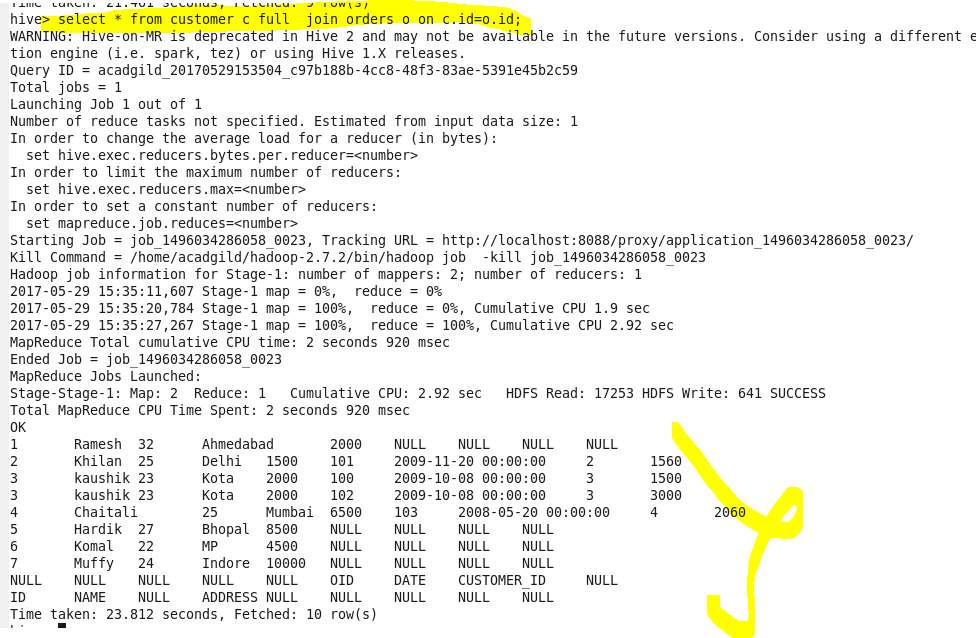 Time taken: 21.461 seconds, Fetched: 9 row(s)
hive> select * from customer c full  join orders o on c.id=o.id;
WARNING: Hive-on-MR is deprecated in Hive 2 and may not be available in the future versions. Consider using a different e
tion engine (i.e. spark, tez) or using Hive 1.X releases.
Query ID = acadgild_20170529153504_c97b188b-4cc8-48f3-83ae-5391e45b2c59
Total jobs = 1
Launching Job 1 out of 1
Number of reduce tasks not specified. Estimated from input data size: 1
In order to change the average load for a reducer (in bytes):
  set hive.exec.reducers.bytes.per.reducer=<number>
In order to limit the maximum number of reducers:
  set hive.exec.reducers.max=<number>
In order to set a constant number of reducers:
  set mapreduce.job.reduces=<number>
Starting Job = job_1496034286058_0023, Tracking URL = http://localhost:8088/proxy/application_1496034286058_0023/
Kill Command = /home/acadgild/hadoop-2.7.2/bin/hadoop job  -kill job_1496034286058_0023
Hadoop job information for Stage-1: number of mappers: 2; number of reducers: 1
2017-05-29 15:35:11,607 Stage-1 map = 0%,  reduce = 0%
2017-05-29 15:35:20,784 Stage-1 map = 100%,  reduce = 0%, Cumulative CPU 1.9 sec
2017-05-29 15:35:27,267 Stage-1 map = 100%,  reduce = 100%, Cumulative CPU 2.92 sec
MapReduce Total cumulative CPU time: 2 seconds 920 msec
Ended Job = job_1496034286058_0023
MapReduce Jobs Launched:
Stage-Stage-1: Map: 2  Reduce: 1   Cumulative CPU: 2.92 sec   HDFS Read: 17253 HDFS Write: 641 SUCCESS
Total MapReduce CPU Time Spent: 2 seconds 920 msec
OK
1       Ramesh  32      Ahmedabad       2000    NULL    NULL    NULL    NULL
2       Khilan  25      Delhi   1500    101     2009-11-20 00:00:00     2       1560
3       kaushik 23      Kota    2000    100     2009-10-08 00:00:00     3       1500
3       kaushik 23      Kota    2000    102     2009-10-08 00:00:00     3       3000
4       Chaitali        25      Mumbai  6500    103     2008-05-20 00:00:00     4       2060
5       Hardik  27      Bhopal  8500    NULL    NULL    NULL    NULL
6       Komal   22      MP      4500    NULL    NULL    NULL    NULL
7       Muffy   24      Indore  10000   NULL    NULL    NULL    NULL
NULL    NULL    NULL    NULL    NULL    OID     DATE    CUSTOMER_ID     NULL
ID      NAME    NULL    ADDRESS NULL    NULL    NULL    NULL    NULL
Time taken: 23.812 seconds, Fetched: 10 row(s)